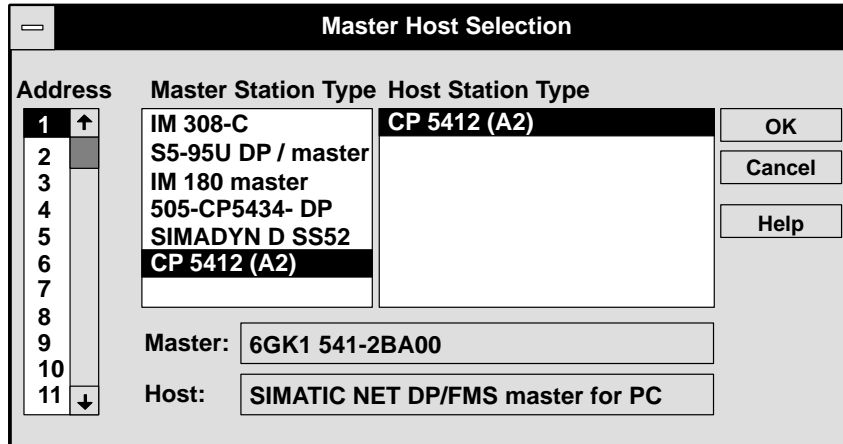 Master Host Selection
Address Master Station Type Host Station Type
1 IM 308-C CP 5412 (A2) OK
2 S5-95U DP / master
3 IM 180 master Cancel
4 505-CP5434- DP
5 SIMADYN D SS52 Help
6 CP 5412 (A2)
7
8
9 Master: 6GK1 541-2BA00
10
11 Host: SIMATIC NET DP/FMS master for PC